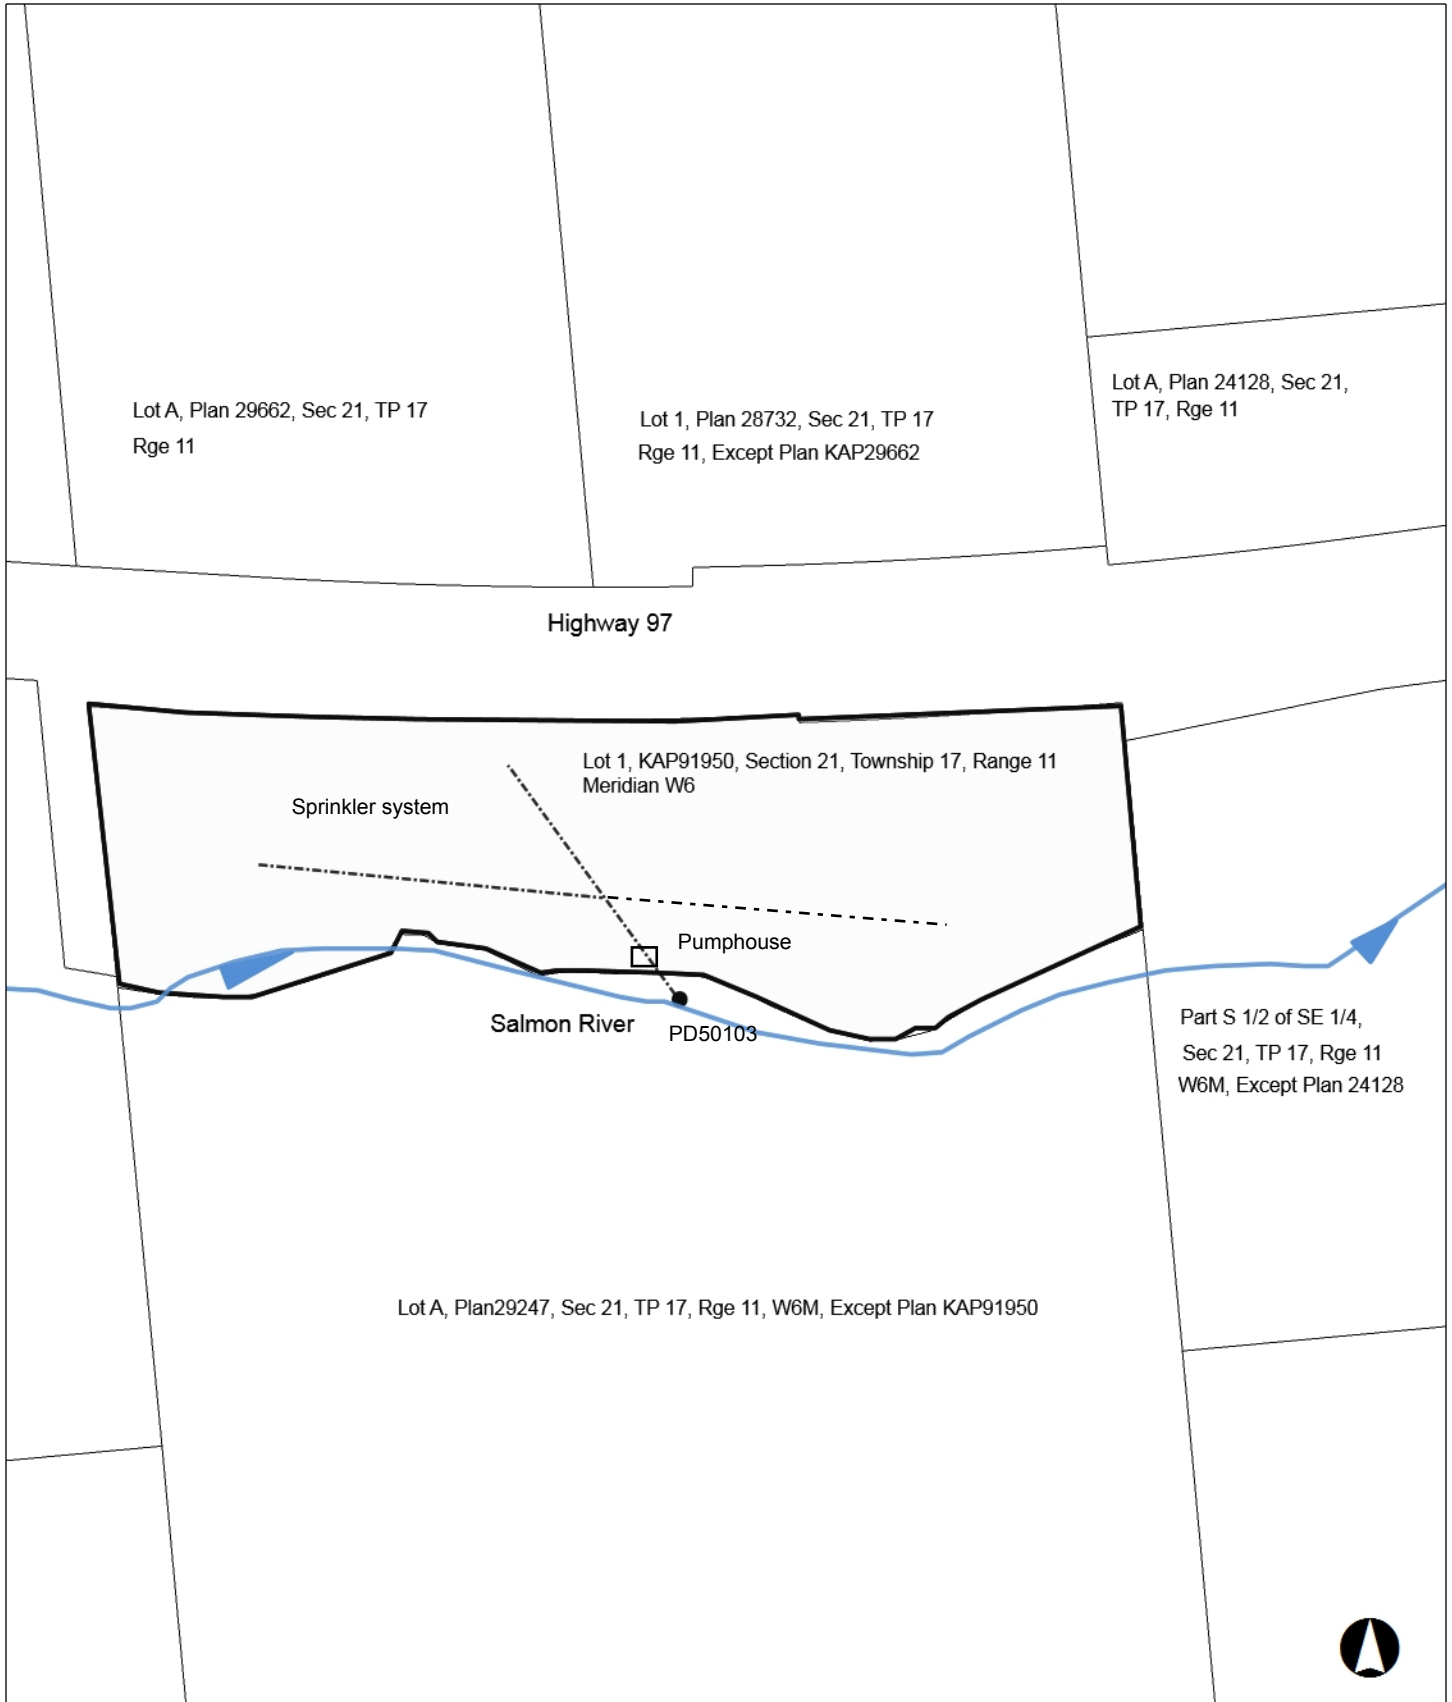 Lot A, Plan 29662, Sec 21, TP 17
Rge 11
Lot 1, Plan 28732, Sec 21, TP 17
Rge 11, Except Plan KAP29662
Lot A, Plan 24128, Sec 21,
TP 17, Rge 11
Highway 97
Lot 1, KAP91950, Section 21, Township 17, Range 11
Meridian W6
Sprinkler system
Pumphouse
Salmon River
PD50103
Part S 1/2 of SE 1/4,
Sec 21, TP 17, Rge 11
W6M, Except Plan 24128
Lot A, Plan29247, Sec 21, TP 17, Rge 11, W6M, Except Plan KAP91950